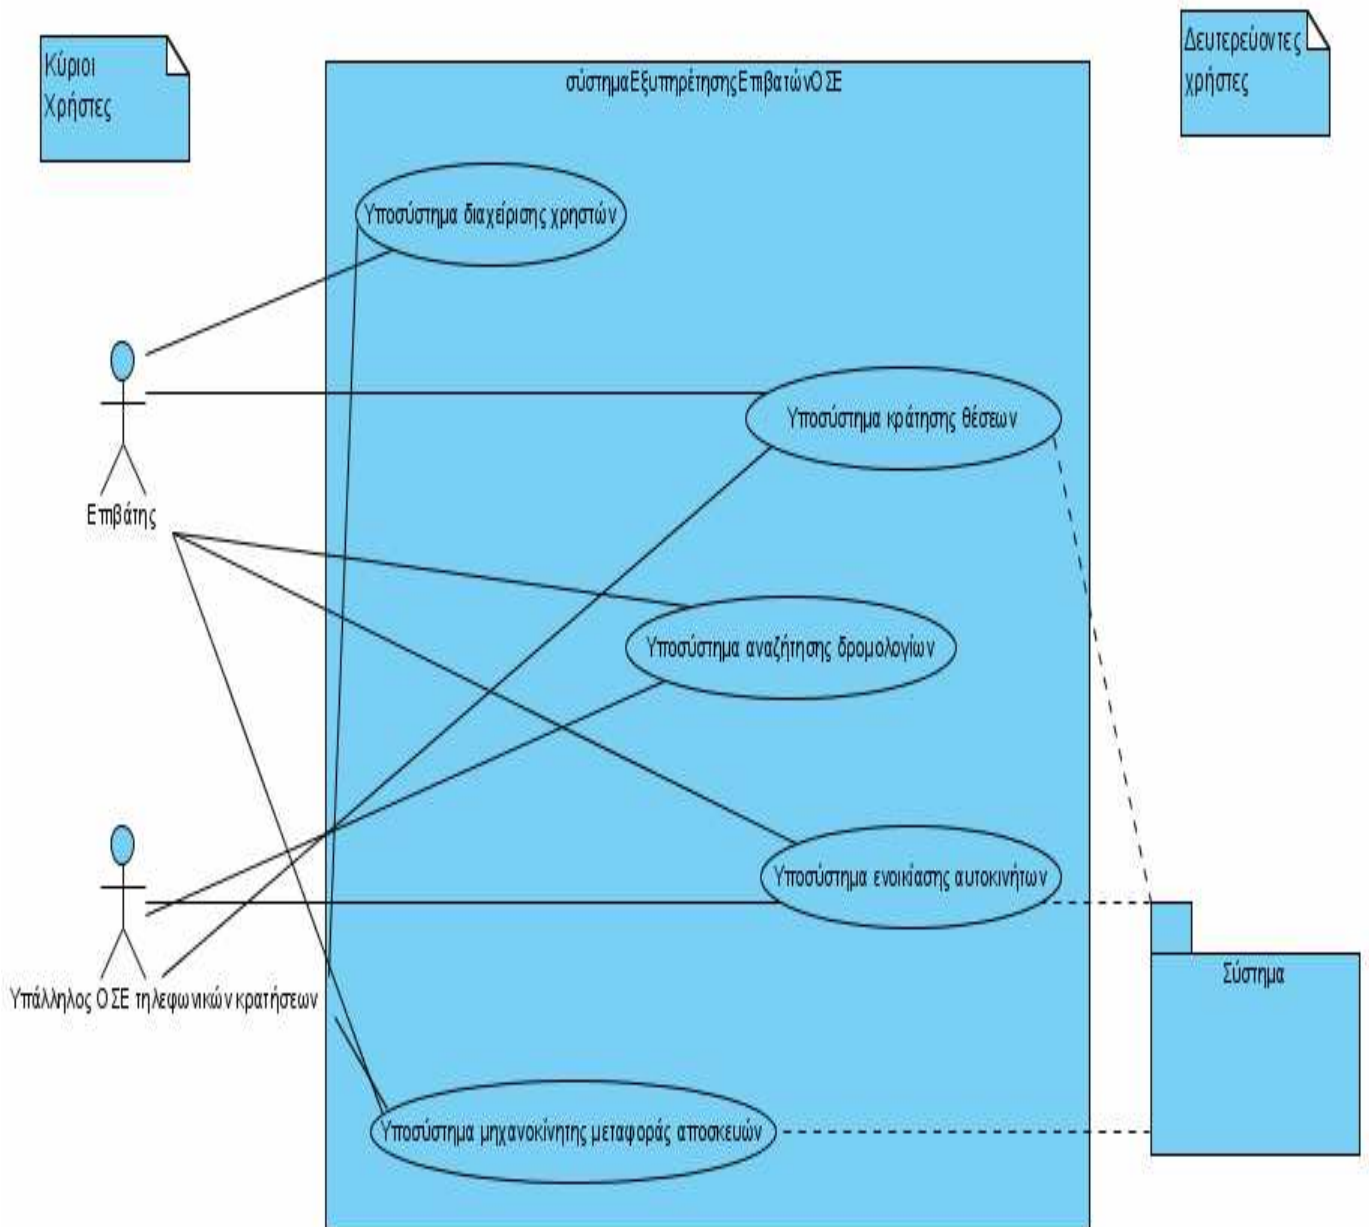 Κύριοι
Χρήστες
Δευτερεύοντες
χρήστες
σύστημαΕξυπηρέτησηςΕπιβατώνΟΣΕ
Υποσύστημα διαχείρισης χρηστών
Υποσύστημα κράτησης θέσεων
Επιβάτης
Υποσύστημα αναζήτησης δρομολογίων
Υποσύστημα ενοικίασης αυτοκινήτων
Σύστημα
Υπάλληλος ΟΣΕ τηλεφωνικών κρατήσεων
Υποσύστημα μηχανοκίνητης μεταφοράς αποσκευών